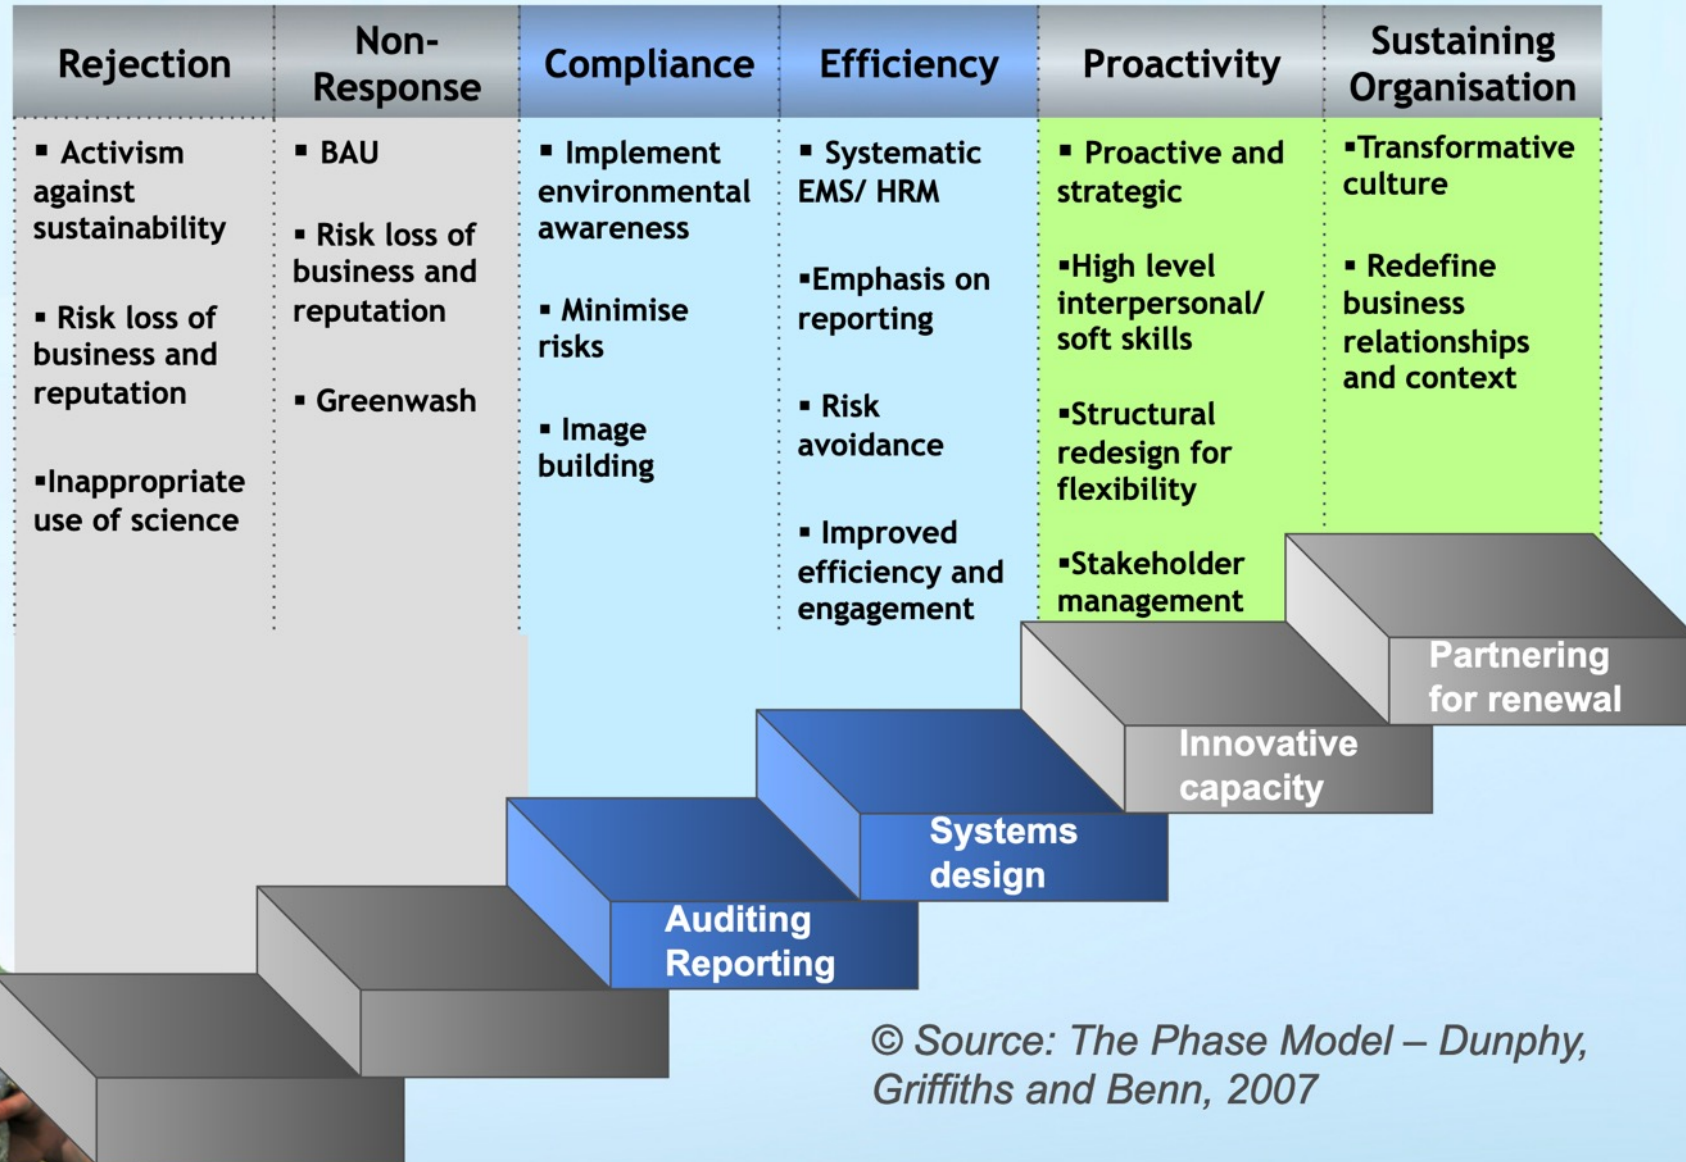 Rejection
Non-
Response
Compliance
Efficiency
Proactivity
Sustaining
Organisation
▪ Activism
against
sustainability
▪ Risk loss of
business and
reputation
▪Inappropriate
use of science
▪ BAU
▪ Risk loss of
business and
reputation
▪ Greenwash
▪ Implement
environmental
awareness
▪ Minimise
risks
▪ Image
building
▪ Systematic
EMS/ HRM
▪Emphasis on
reporting
▪ Risk
avoidance
▪ Improved
efficiency and
engagement
▪ Proactive and
strategic
▪High level
interpersonal/
soft skills
▪Structural
redesign for
flexibility
▪Stakeholder
management
▪Transformative
culture
▪ Redefine
business
relationships
and context
Auditing
Reporting
Systems
design
Innovative
capacity
Partnering
for renewal
© Source: The Phase Model – Dunphy,
Griffiths and Benn, 2007